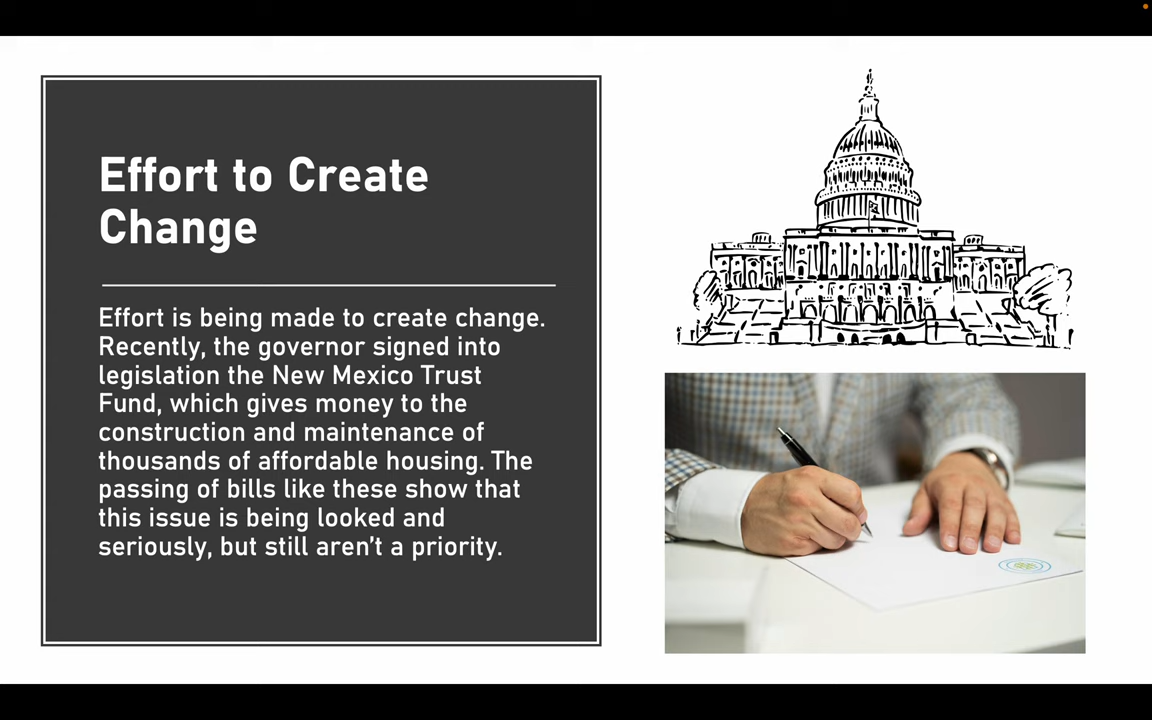 Effort to Create
Change
Effort is being made to create change.
Recently, the governor signed into
legislation the New Mexico Trust
Fund, which gives money to the
construction and maintenance of
thousands of affordable housing. The
passing of bills like these show that
this issue is being looked and
seriously, but still aren't a priority.